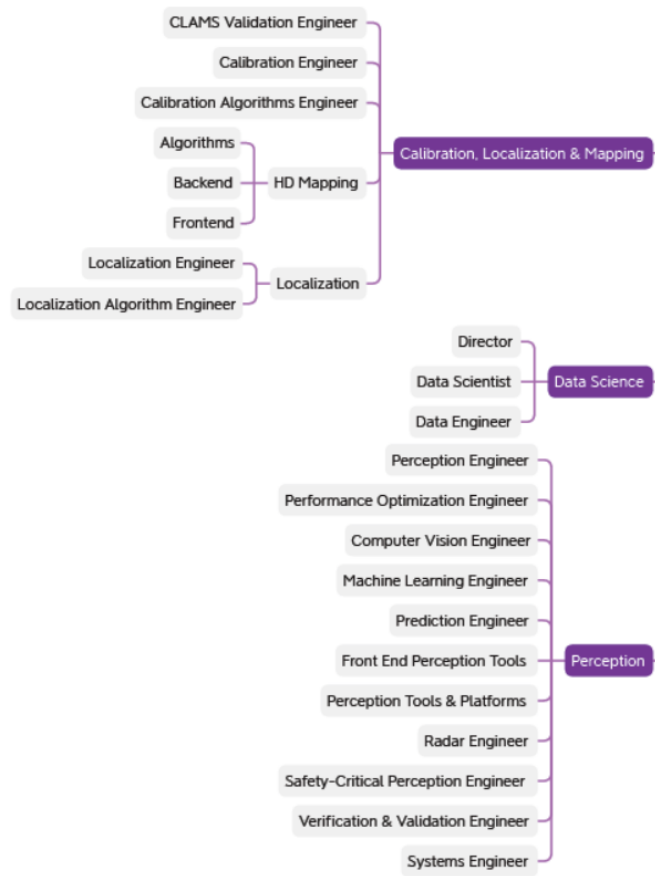 CLAMS Validation Engineer
Calibration Engineer
Calibration Algorithms Engineer
Algorithms
Backend
Frontend
HD Mapping
Localization Engineer
Localization Algorithm Engineer
Localization
Calibration, Localization & Mapping
Director
Data Scientist
Data Engineer
Data Science
Perception Engineer
Performance Optimization Engineer
Computer Vision Engineer
Machine Learning Engineer
Prediction Engineer
Front End Perception Tools
Perception Tools & Platforms
Radar Engineer
Safety-Critical Perception Engineer
Verification & Validation Engineer
Systems Engineer
Perception